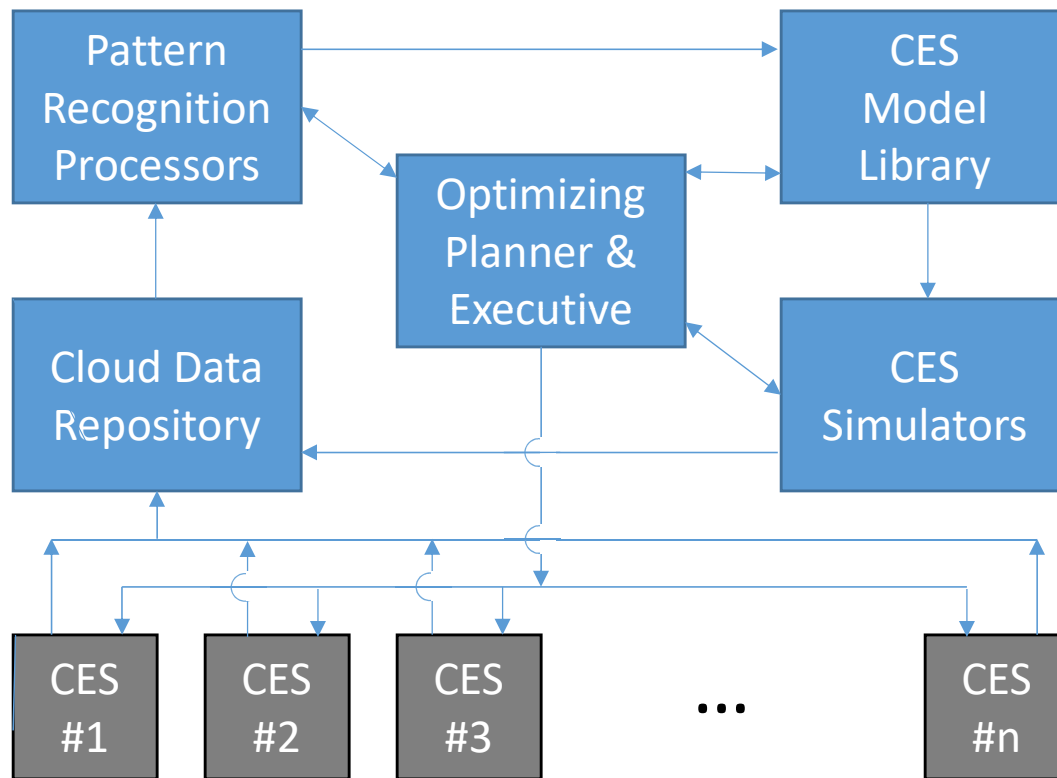 Pattern
Recognition
Processors
CES
Model
Library
Optimizing
Planner &
Executive
Cloud Data
Repository
CES
Simulators
CES
#1
CES
#2
CES
#3
...
CES
#n